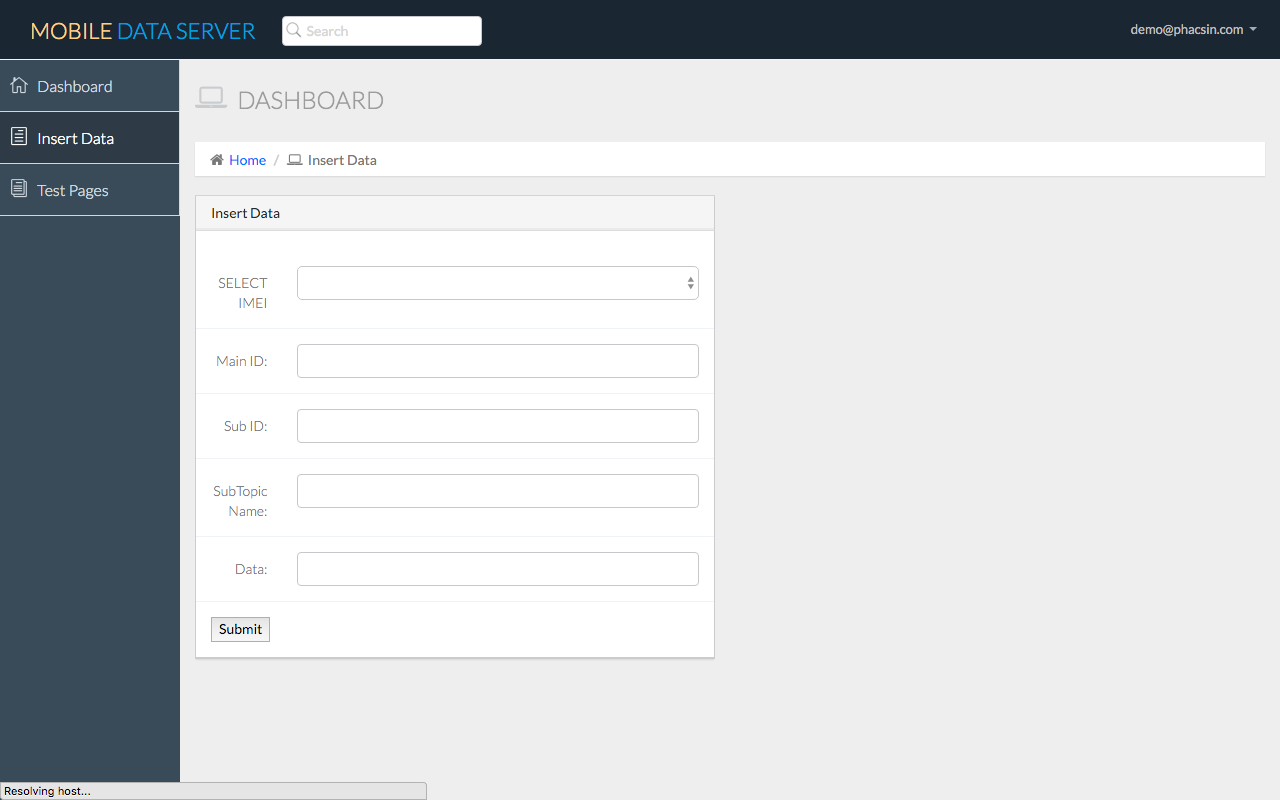 MOBILE DATA SERVER
Search
demo@phacsin.com
Dashboard
Insert Data
Test Pages
DASHBOARD
Home / Insert Data
Insert Data
SELECT
IMEI
Main ID:
Sub ID:
SubTopic
Name:
Data:
Submit
Resolving host...